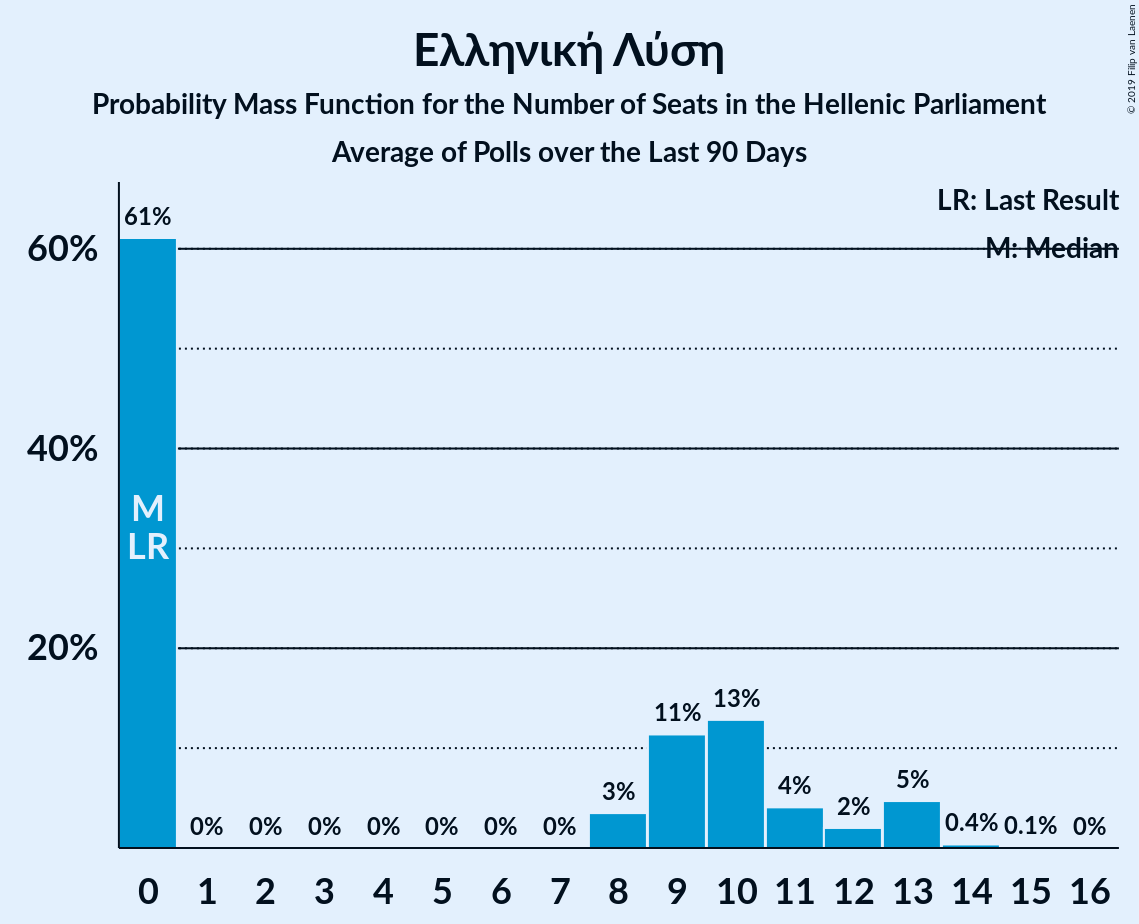 Ελληνική Λύση
Probability Mass Function for the Number of Seats in the Hellenic Parliament
Average of Polls over the Last 90 Days
© 2019 Filip van Laenen
LR: Last Result
M: Median
61%
60%
40%
M
LR
20%
0% 0% 0% 0% 0% 0% 0% 3% 11% 13% 4% 2% 5% 0.4% 0.1% 0%
0 1 2 3 4 5 6 7 8 9 10 11 12 13 14 15 16